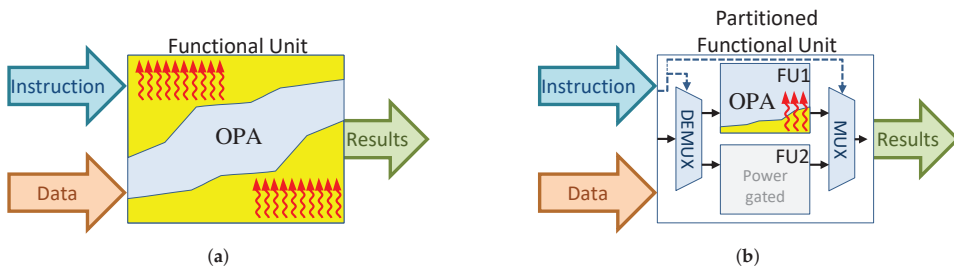 Functional Unit
Instruction
OPA
Results
Data
(a)
Partitioned
Functional Unit
Instruction
FU1
OPA
DEMUX
MUX
Results
FU2
Power
gated
Data
(b)